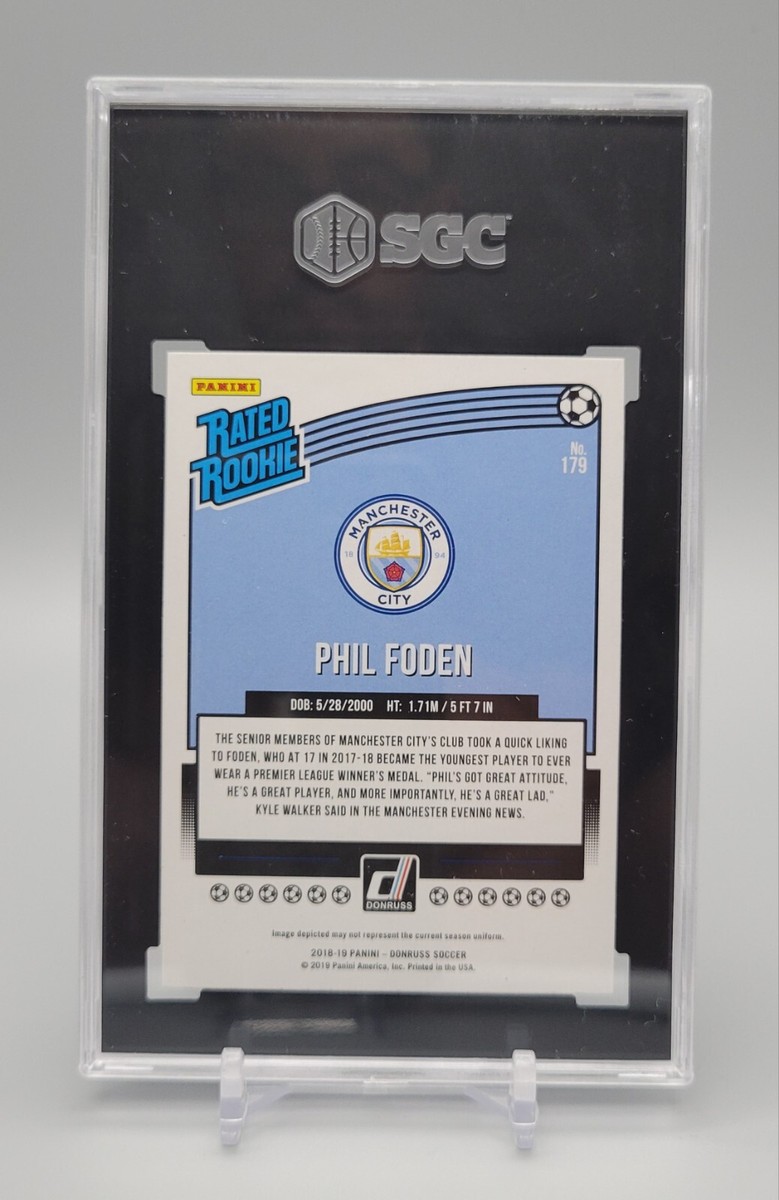 SGC
PANINI
RATED
ROOKIE
No.
179
MANCHESTER
18 94
CITY
PHIL FODEN
DOB: 5/28/2000 HT: 1.71M / 5 FT 7 IN
THE SENIOR MEMBERS OF MANCHESTER CITY'S CLUB TOOK A QUICK LIKING
TO FODEN, WHO AT 17 IN 2017-18 BECAME THE YOUNGEST PLAYER TO EVER
WEAR A PREMIER LEAGUE WINNER'S MEDAL. "PHIL'S GOT GREAT ATTITUDE,
HE'S A GREAT PLAYER, AND MORE IMPORTANTLY, HE'S A GREAT LAD,"
KYLE WALKER SAID IN THE MANCHESTER EVENING NEWS.
d
DONRUSS
Image depicted may not represent the current season uniform.
2018-19 PANINI – DONRUSS SOCCER
© 2019 Panini America, Inc. Printed in the USA.